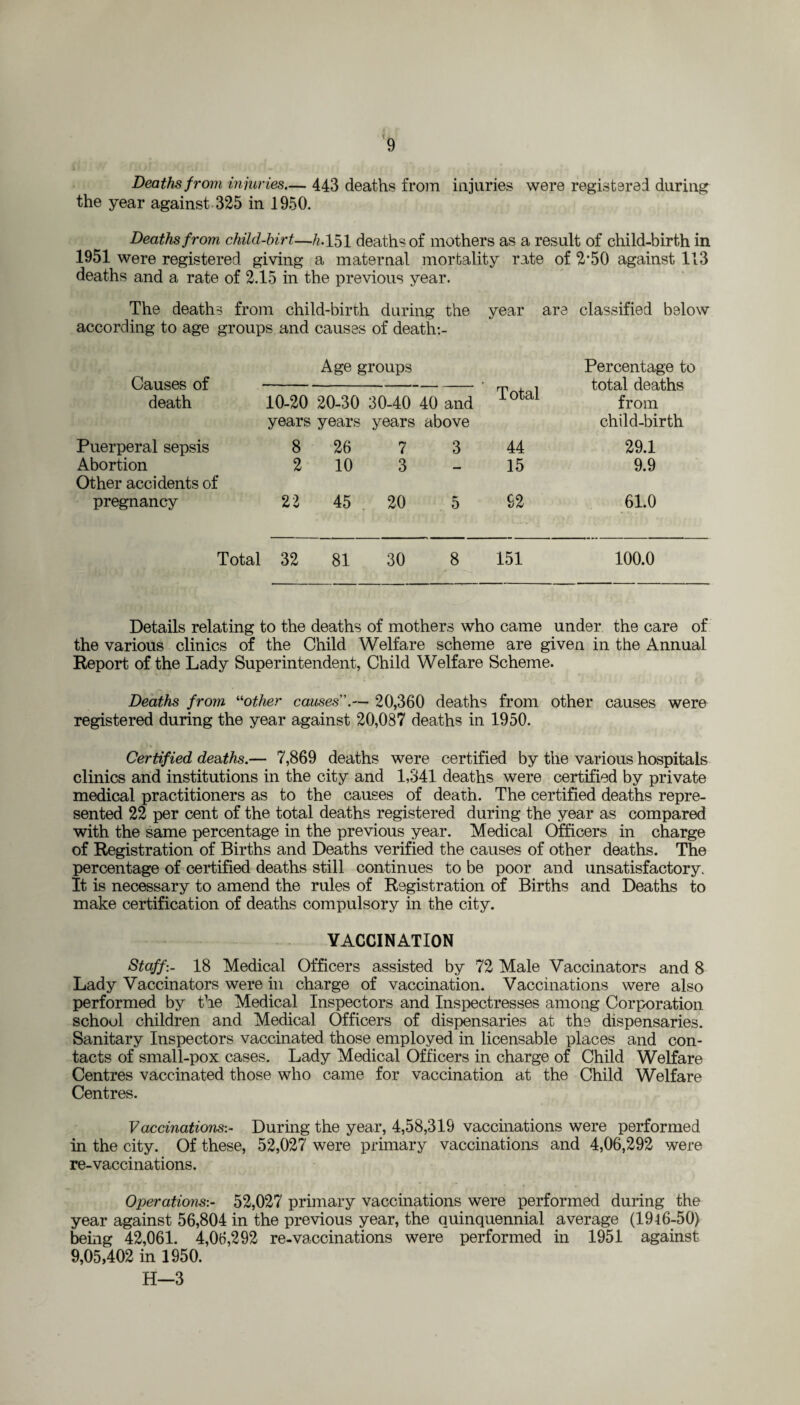 9
Deaths from injuries.— 443 deaths from injuries were registered during
the year against 325 in 1950.
Deaths from child-birt—h.151 deaths of mothers as a result of child-birth in
1951 were registered giving a maternal mortality rate of 2·50 against 113
deaths and a rate of 2.15 in the previous year.
The deaths from child-birth during the year are classified below
according to age groups and causes of death:-
Causes of death | Age groups | Total | Percentage to total deaths from child-birth
10-20 years | 20-30 years | 30-40 years | 40 and above
Puerperal sepsis 8 26 7 3 44 29.1
Abortion 2 10 3 - 15 9.9
Other accidents of
pregnancy 22 45 20 5 92 61.0
Total 32 81 30 8 151 100.0
Details relating to the deaths of mothers who came under the care of
the various clinics of the Child Welfare scheme are given in the Annual
Report of the Lady Superintendent, Child Welfare Scheme.
Deaths from “other causes”.— 20,360 deaths from other causes were
registered during the year against 20,087 deaths in 1950.
Certified deaths.— 7,869 deaths were certified by the various hospitals
clinics and institutions in the city and 1,341 deaths were certified by private
medical practitioners as to the causes of death. The certified deaths repre-
sented 22 per cent of the total deaths registered during the year as compared
with the same percentage in the previous year. Medical Officers in charge
of Registration of Births and Deaths verified the causes of other deaths. The
percentage of certified deaths still continues to be poor and unsatisfactory.
It is necessary to amend the rules of Registration of Births and Deaths to
make certification of deaths compulsory in the city.
VACCINATION
Staff:- 18 Medical Officers assisted by 72 Male Vaccinators and 8
Lady Vaccinators were in charge of vaccination. Vaccinations were also
performed by the Medical Inspectors and Inspectresses among Corporation
school children and Medical Officers of dispensaries at the dispensaries.
Sanitary Inspectors vaccinated those employed in licensable places and con-
tacts of small-pox cases. Lady Medical Officers in charge of Child Welfare
Centres vaccinated those who came for vaccination at the Child Welfare
Centres.
Vaccinations:- During the year, 4,58,319 vaccinations were performed
in the city. Of these, 52,027 were primary vaccinations and 4,06,292 were
re-vaccinations.
Operations:- 52,027 primary vaccinations were performed during the
year against 56,804 in the previous year, the quinquennial average (1946-50)
being 42,061. 4,06,292 re-vaccinations were performed in 1951 against
9,05,402 in 1950.
H—3